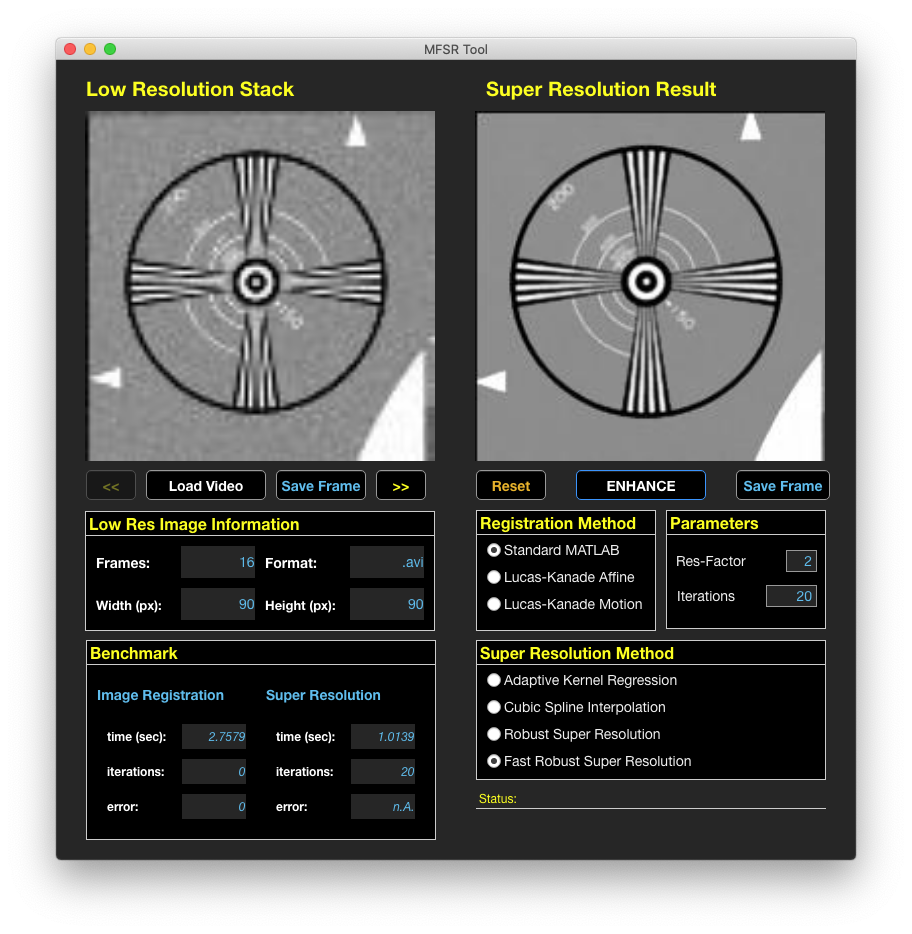 MFSR Tool
Low Resolution Stack
Super Resolution Result
200
150
<<
Load Video
Save Frame
>>
Reset
ENHANCE
Save Frame
Low Res Image Information
Frames: 16 Format: .avi
Width (px): 90 Height (px): 90
Registration Method
Standard MATLAB
Lucas-Kanade Affine
Lucas-Kanade Motion
Parameters
Res-Factor 2
Iterations 20
Benchmark
Image Registration Super Resolution
time (sec): 2.7579 time (sec): 1.0139
iterations: 0 iterations: 20
error: 0 error: n.A.
Super Resolution Method
Adaptive Kernel Regression
Cubic Spline Interpolation
Robust Super Resolution
Fast Robust Super Resolution
Status: